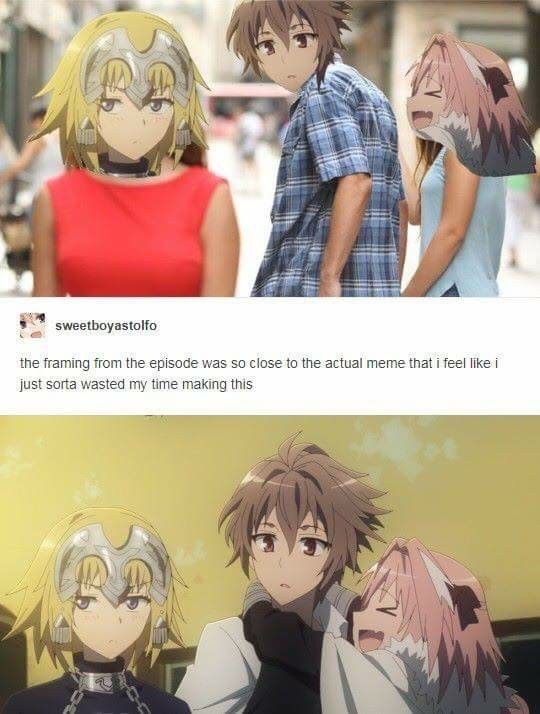 sweetboyastolfo
the framing from the episode was so close to the actual meme that i feel like i
just sorta wasted my time making this